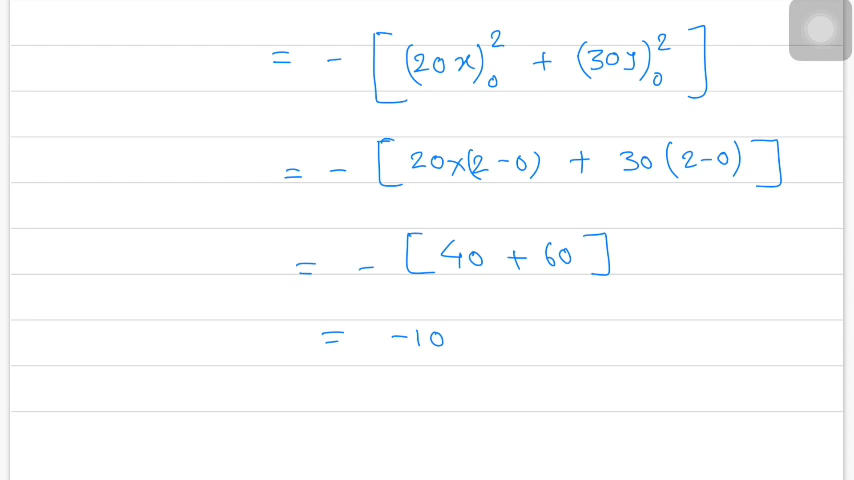 = - [(20x)₀² + (30y)₀²]
= - [20×(2-0) + 30(2-0)]
= - [40 + 60]
= -10